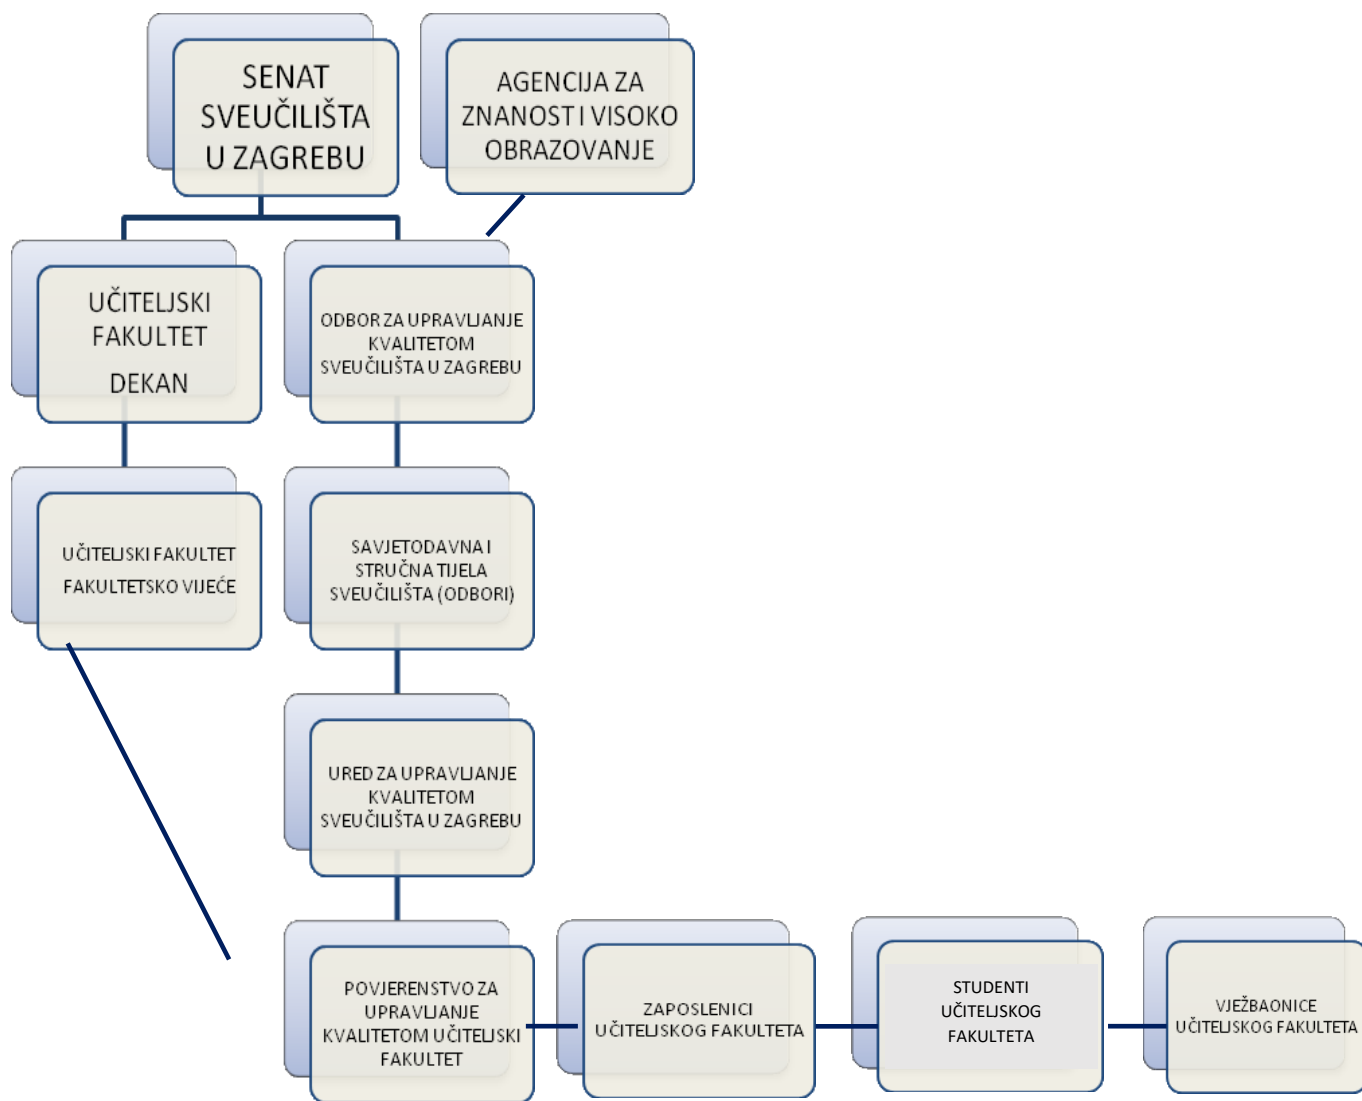 SENAT
SVEUČILIŠTA
U ZAGREBU
AGENCIJA ZA
ZNANOST I VISOKO
OBRAZOVANJE
UČITELJSKI
FAKULTET
DEKAN
ODBOR ZA UPRAVLJANJE
KVALITETOM
SVEUČILIŠTA U ZAGREBU
UČITELJSKI FAKULTET
FAKULTETSKO VIJEĆE
SAVJETODAVNA I
STRUČNA TIJELA
SVEUČILIŠTA (ODBORI)
URED ZA UPRAVLJANJE
KVALITETOM
SVEUČILIŠTA U ZAGREBU
POVJERENSTVO ZA
UPRAVLJANJE
KVALITETOM UČITELJSKI
FAKULTET
ZAPOSLENICI
UČITELJSKOG FAKULTETA
STUDENTI
UČITELJSKOG
FAKULTETA
VJEŽBAONICE
UČITELJSKOG FAKULTETA